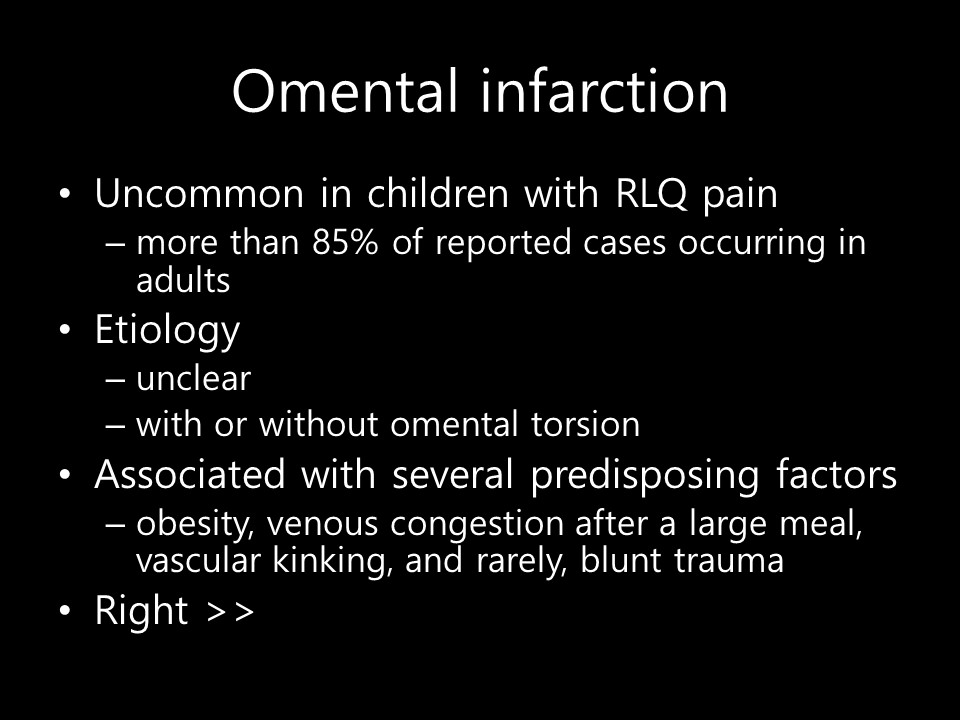 Omental infarction
• Uncommon in children with RLQ pain
– more than 85% of reported cases occurring in
adults
• Etiology
– unclear
– with or without omental torsion
• Associated with several predisposing factors
– obesity, venous congestion after a large meal,
vascular kinking, and rarely, blunt trauma
• Right >>